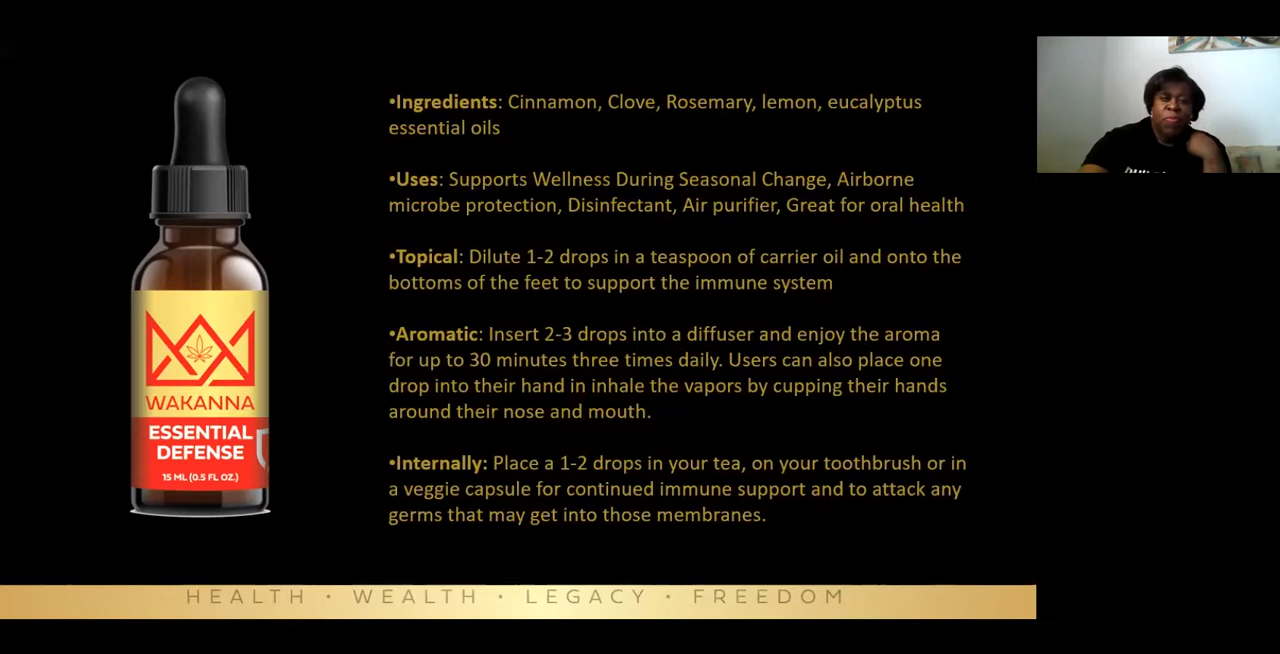 •Ingredients: Cinnamon, Clove, Rosemary, lemon, eucalyptus
essential oils
•Uses: Supports Wellness During Seasonal Change, Airborne
microbe protection, Disinfectant, Air purifier, Great for oral health
•Topical: Dilute 1-2 drops in a teaspoon of carrier oil and onto the
bottoms of the feet to support the immune system
•Aromatic: Insert 2-3 drops into a diffuser and enjoy the aroma
for up to 30 minutes three times daily. Users can also place one
drop into their hand in inhale the vapors by cupping their hands
around their nose and mouth.
•Internally: Place a 1-2 drops in your tea, on your toothbrush or in
a veggie capsule for continued immune support and to attack any
germs that may get into those membranes.
WAKANNA
ESSENTIAL
DEFENSE
15 ML (0.5 FL OZ.)
HEALTH • WEALTH • LEGACY • FREEDOM